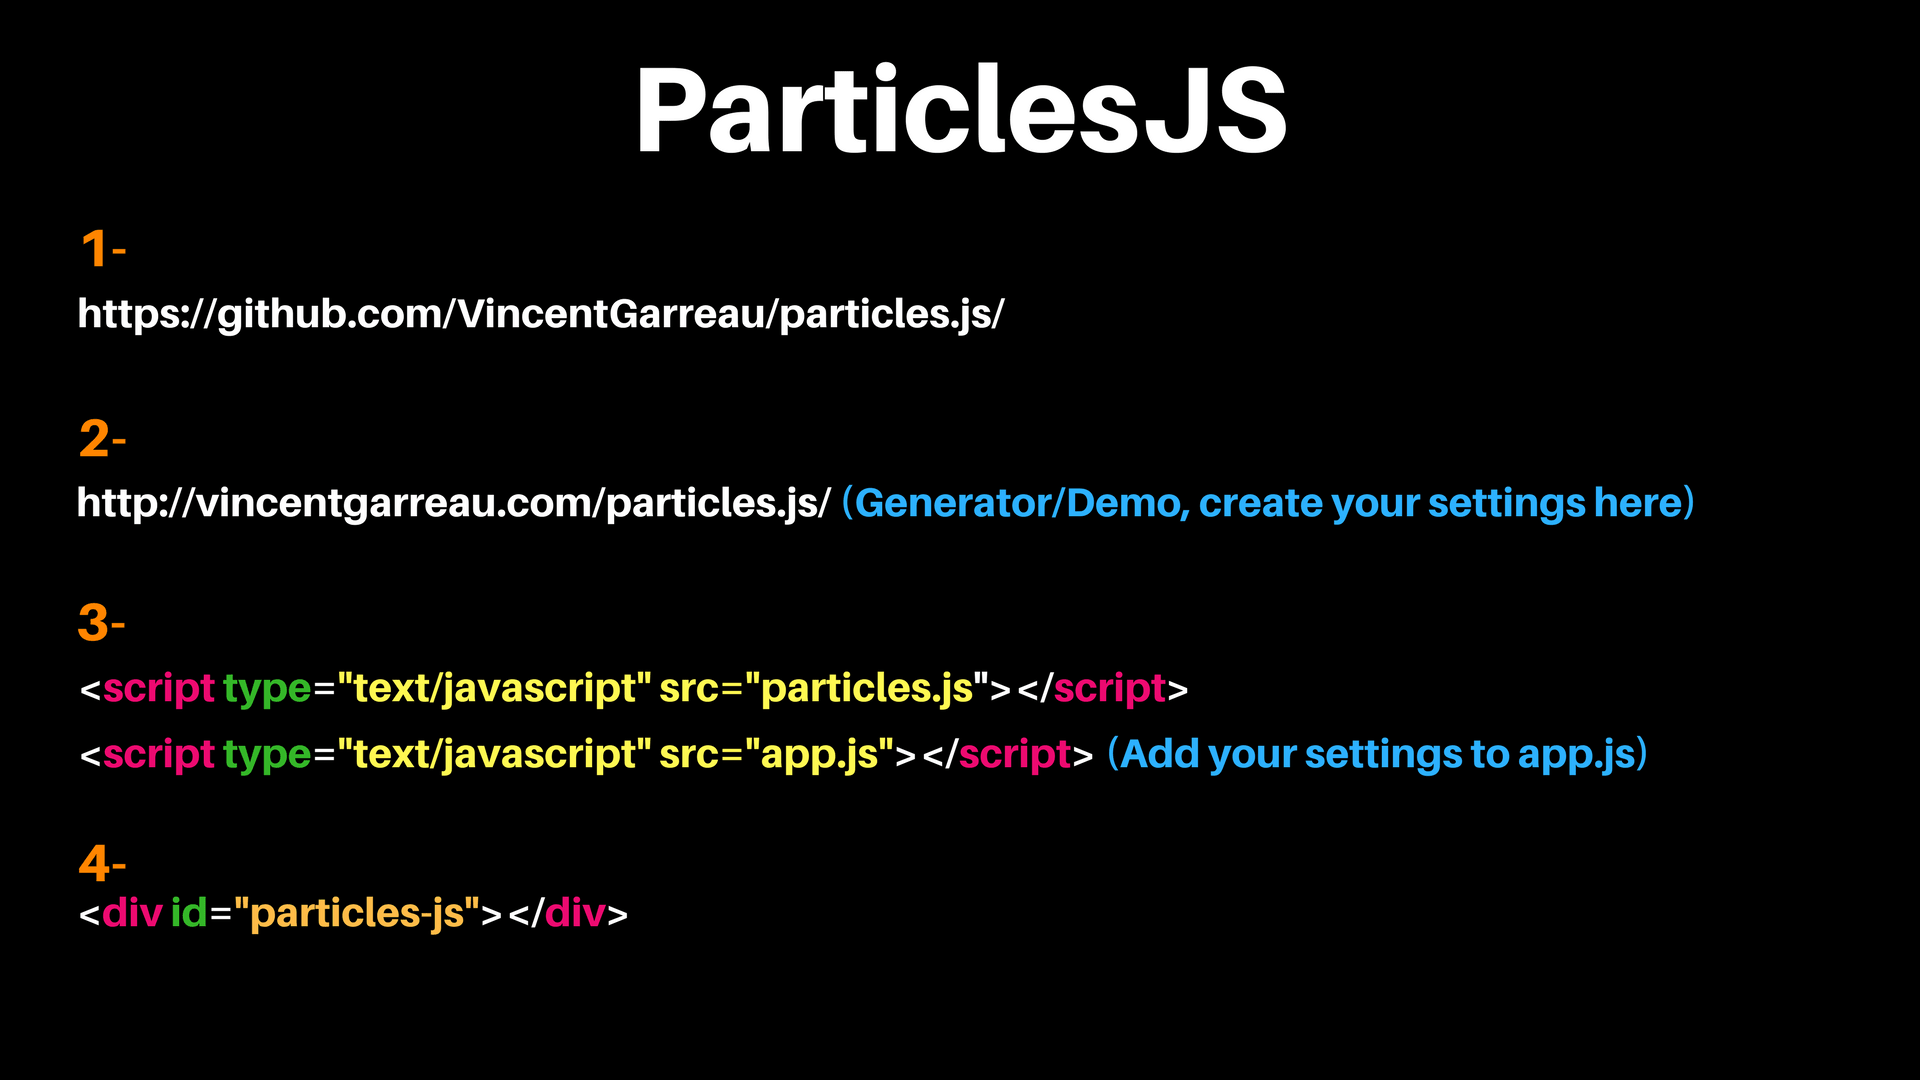 ParticlesJS
1-
https://github.com/VincentGarreau/particles.js/
2-
http://vincentgarreau.com/particles.js/ (Generator/Demo, create your settings here)
3-
<script type="text/javascript" src="particles.js"></script>
<script type="text/javascript" src="app.js"></script> (Add your settings to app.js)
4-
<div id="particles-js"></div>